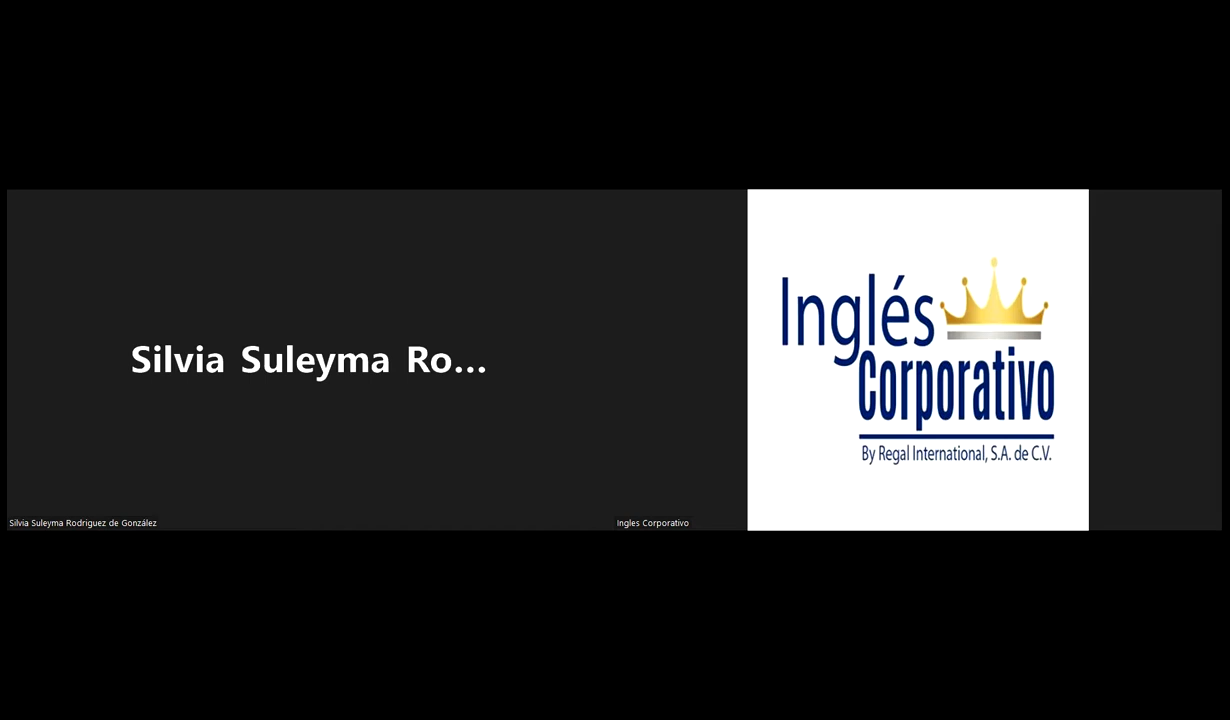 Silvia Suleyma Ro...
Silvia Suleyma Rodriguez de González
Inglés
Corporativo
By Regal International, S.A. de C.V.
Ingles Corporativo